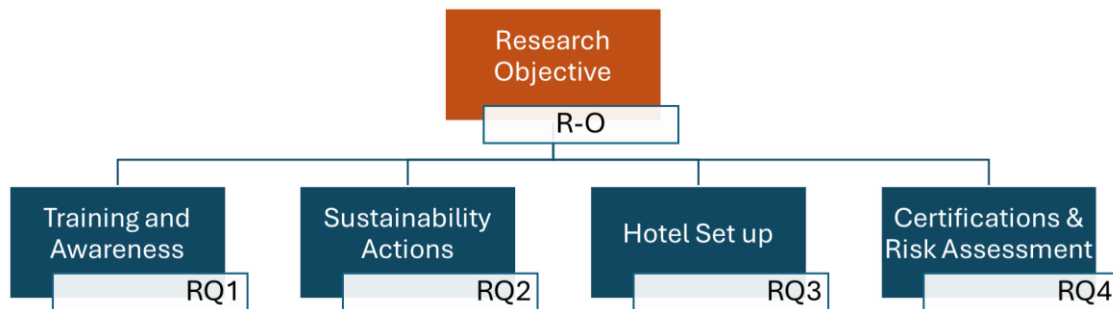 Research
Objective
R-O
Training and
Awareness
RQ1
Sustainability
Actions
RQ2
Hotel Set up
RQ3
Certifications &
Risk Assessment
RQ4